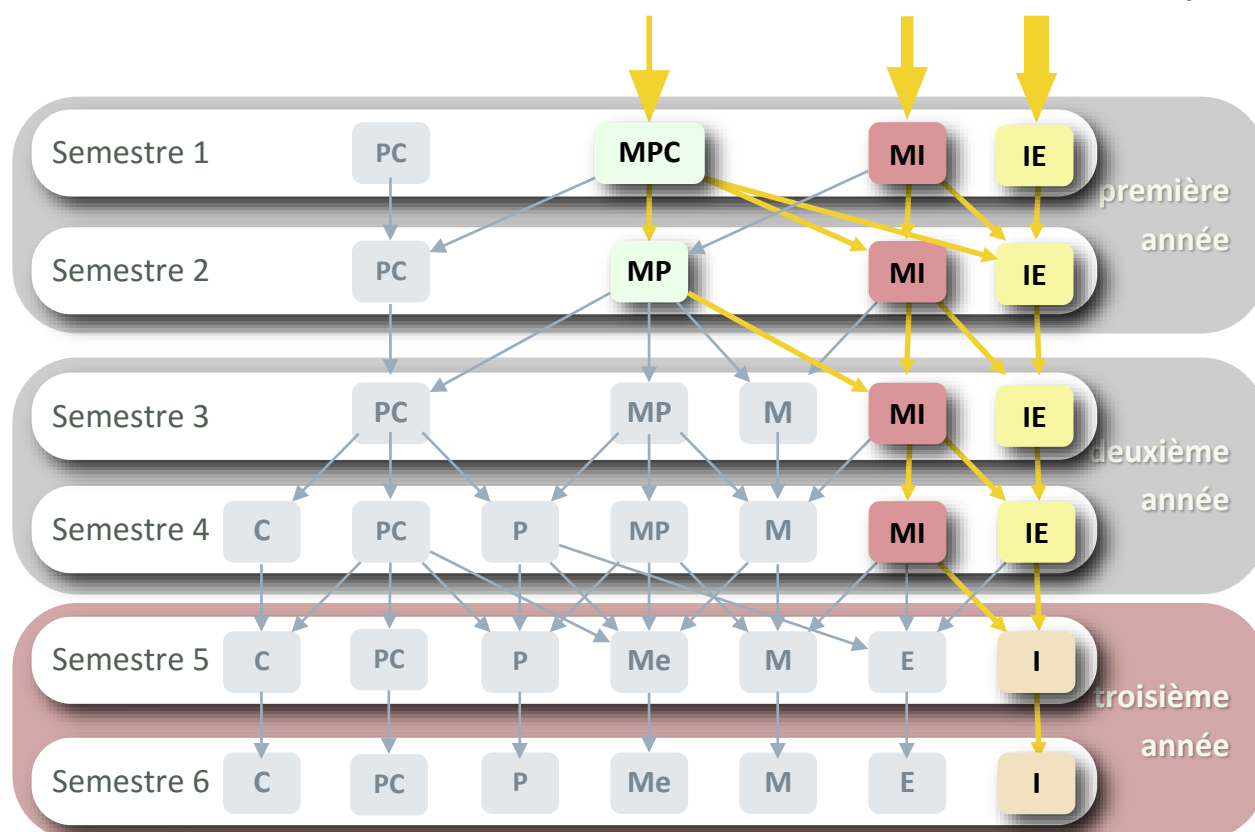 Semestre 1 PC MPC MI IE
première
année
Semestre 2 PC MP MI IE
Semestre 3 PC MP M MI IE
deuxième
année
Semestre 4 C PC P MP M MI IE
Semestre 5 C PC P Me M E I
troisième
année
Semestre 6 C PC P Me M E I